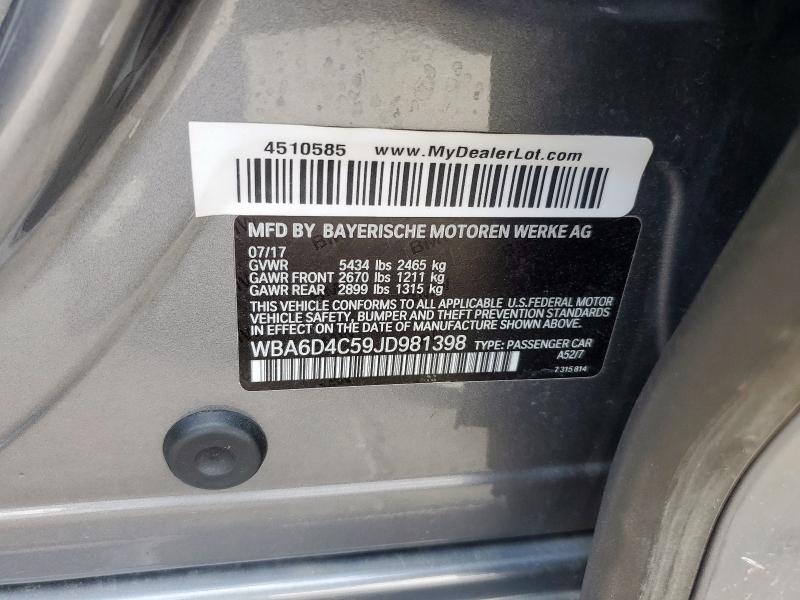 4510585 www.MyDealerLot.com
MFD BY BAYERISCHE MOTOREN WERKE AG
07/17
GVWR 5434 lbs 2465 kg
GAWR FRONT 2670 lbs 1211 kg
GAWR REAR 2899 lbs 1315 kg
THIS VEHICLE CONFORMS TO ALL APPLICABLE U.S.FEDERAL MOTOR
VEHICLE SAFETY, BUMPER AND THEFT PREVENTION STANDARDS
IN EFFECT ON THE DATE OF MANUFACTURE SHOWN ABOVE.
WBA6D4C59JD981398 TYPE: PASSENGER CAR
A52/7
7 315 814